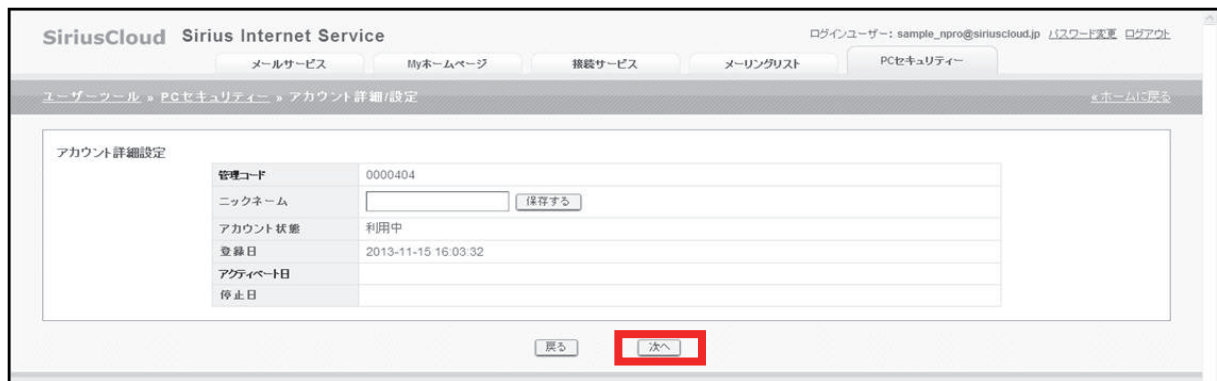 SiriusCloud Sirius Internet Service ログインユーザー: sample_npro@siriuscloud.jp パスワード変更 ログアウト
メールサービス Myホームページ 接続サービス メーリングリスト PCセキュリティー
ユーザーツール » PCセキュリティー » アカウント詳細/設定 «ホームに戻る
アカウント詳細設定
管理コード 0000404
ニックネーム 保存する
アカウント状態 利用中
登録日 2013-11-15 16:03:32
アクティベート日
停止日
戻る 次へ